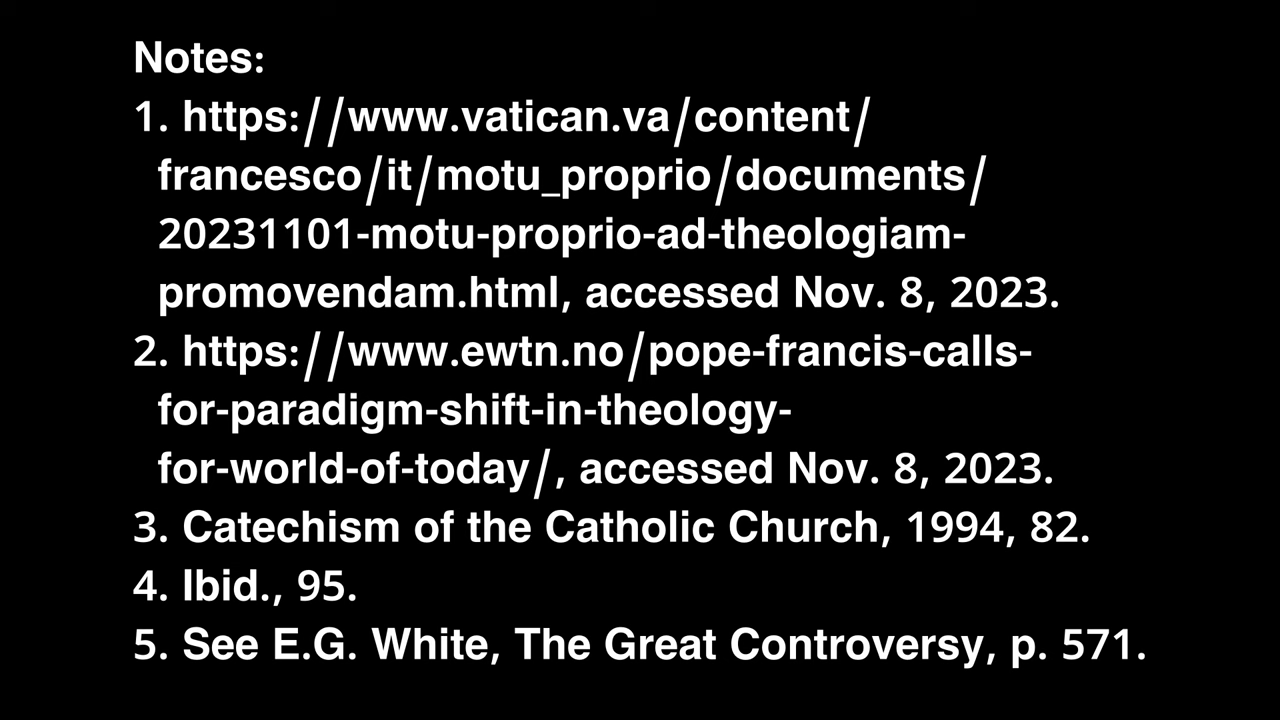 Notes:
1. https://www.vatican.va/content/
francesco/it/motu_proprio/documents/
20231101-motu-proprio-ad-theologiam-
promovendam.html, accessed Nov. 8, 2023.
2. https://www.ewtn.no/pope-francis-calls-
for-paradigm-shift-in-theology-
for-world-of-today/, accessed Nov. 8, 2023.
3. Catechism of the Catholic Church, 1994, 82.
4. Ibid., 95.
5. See E.G. White, The Great Controversy, p. 571.